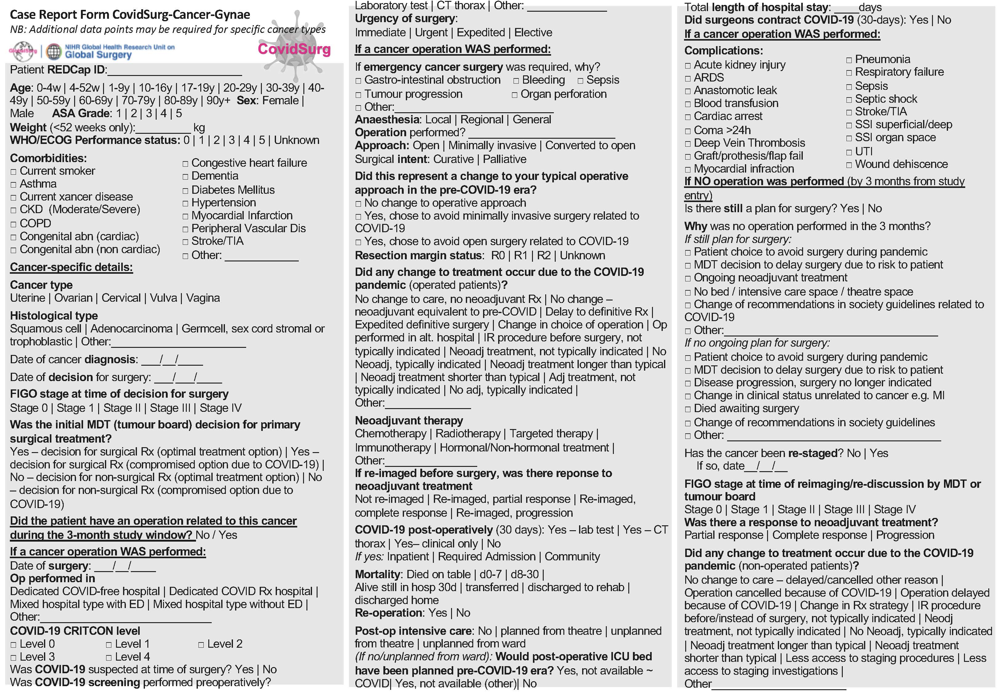 Case Report Form CovidSurg-Cancer-Gynae
NB: Additional data points may be required for specific cancer types
GlobalSurg
NIHR Global Health Research Unit on
Global Surgery
CovidSurg
Patient REDCap ID:____________________
Age: 0-4w | 4-52w | 1-9y | 10-16y | 17-19y | 20-29y | 30-39y | 40-
49y | 50-59y | 60-69y | 70-79y | 80-89y | 90y+ Sex: Female |
Male ASA Grade: 1 | 2 | 3 | 4 | 5
Weight (<52 weeks only):_________ kg
WHO/ECOG Performance status: 0 | 1 | 2 | 3 | 4 | 5 | Unknown
Comorbidities:
□ Current smoker
□ Asthma
□ Current xancer disease
□ CKD (Moderate/Severe)
□ COPD
□ Congenital abn (cardiac)
□ Congenital abn (non cardiac)
□ Congestive heart failure
□ Dementia
□ Diabetes Mellitus
□ Hypertension
□ Myocardial Infarction
□ Peripheral Vascular Dis
□ Stroke/TIA
□ Other: ____________
Cancer-specific details:
Cancer type
Uterine | Ovarian | Cervical | Vulva | Vagina
Histological type
Squamous cell | Adenocarcinoma | Germcell, sex cord stromal or
trophoblastic | Other:______________________
Date of cancer diagnosis: ___/__/____
Date of decision for surgery: ___/___/____
FIGO stage at time of decision for surgery
Stage 0 | Stage 1 | Stage II | Stage III | Stage IV
Was the initial MDT (tumour board) decision for primary
surgical treatment?
Yes – decision for surgical Rx (optimal treatment option) | Yes –
decision for surgical Rx (compromised option due to COVID-19) |
No – decision for non-surgical Rx (optimal treatment option) | No
– decision for non-surgical Rx (compromised option due to
COVID-19)
Did the patient have an operation related to this cancer
during the 3-month study window? No / Yes
If a cancer operation WAS performed:
Date of surgery: ___/__/____
Op performed in
Dedicated COVID-free hospital | Dedicated COVID Rx hospital |
Mixed hospital type with ED | Mixed hospital type without ED |
Other:____________________________
COVID-19 CRITCON level
□ Level 0 □ Level 1 □ Level 2
□ Level 3 □ Level 4
Was COVID-19 suspected at time of surgery? Yes | No
Was COVID-19 screening performed preoperatively?
Laboratory test | CT thorax | Other: _____________
Urgency of surgery:
Immediate | Urgent | Expedited | Elective
If a cancer operation WAS performed:
If emergency cancer surgery was required, why?
□ Gastro-intestinal obstruction □ Bleeding □ Sepsis
□ Tumour progression □ Organ perforation
□ Other:__________________________
Anaesthesia: Local | Regional | General
Operation performed? ________________________
Approach: Open | Minimally invasive | Converted to open
Surgical intent: Curative | Palliative
Did this represent a change to your typical operative
approach in the pre-COVID-19 era?
□ No change to operative approach
□ Yes, chose to avoid minimally invasive surgery related to
COVID-19
□ Yes, chose to avoid open surgery related to COVID-19
Resection margin status: R0 | R1 | R2 | Unknown
Did any change to treatment occur due to the COVID-19
pandemic (operated patients)?
No change to care, no neoadjuvant Rx | No change –
neoadjuvant equivalent to pre-COVID | Delay to definitive Rx |
Expedited definitive surgery | Change in choice of operation | Op
performed in alt. hospital | IR procedure before surgery, not
typically indicated | Neoadj treatment, not typically indicated | No
Neoadj, typically indicated | Neoadj treatment longer than typical
| Neoadj treatment shorter than typical | Adj treatment, not
typically indicated | No adj, typically indicated |
Other:______________
Neoadjuvant therapy
Chemotherapy | Radiotherapy | Targeted therapy |
Immunotherapy | Hormonal/Non-hormonal treatment |
Other:_______________
If re-imaged before surgery, was there reponse to
neoadjuvant treatment
Not re-imaged | Re-imaged, partial response | Re-imaged,
complete response | Re-imaged, progression
COVID-19 post-operatively (30 days): Yes – lab test | Yes – CT
thorax | Yes– clinical only | No
If yes: Inpatient | Required Admission | Community
Mortality: Died on table | d0-7 | d8-30 |
Alive still in hosp 30d | transferred | discharged to rehab |
discharged home
Re-operation: Yes | No
Post-op intensive care: No | planned from theatre | unplanned
from theatre | unplanned from ward
(If no/unplanned from ward): Would post-operative ICU bed
have been planned pre-COVID-19 era? Yes, not available ~
COVID| Yes, not available (other)| No
Total length of hospital stay: ____days
Did surgeons contract COVID-19 (30-days): Yes | No
If a cancer operation WAS performed:
Complications:
□ Acute kidney injury
□ ARDS
□ Anastomotic leak
□ Blood transfusion
□ Cardiac arrest
□ Coma >24h
□ Deep Vein Thrombosis
□ Graft/prothesis/flap fail
□ Myocardial infraction
□ Pneumonia
□ Respiratory failure
□ Sepsis
□ Septic shock
□ Stroke/TIA
□ SSI superficial/deep
□ SSI organ space
□ UTI
□ Wound dehiscence
If NO operation was performed (by 3 months from study
entry)
Is there still a plan for surgery? Yes | No
Why was no operation performed in the 3 months?
If still plan for surgery:
□ Patient choice to avoid surgery during pandemic
□ MDT decision to delay surgery due to risk to patient
□ Ongoing neoadjuvant treatment
□ No bed / intensive care space / theatre space
□ Change of recommendations in society guidelines related to
COVID-19
□ Other:___________________________________
If no ongoing plan for surgery:
□ Patient choice to avoid surgery during pandemic
□ MDT decision to delay surgery due to risk to patient
□ Disease progression, surgery no longer indicated
□ Change in clinical status unrelated to cancer e.g. MI
□ Died awaiting surgery
□ Change of recommendations in society guidelines
□ Other: ___________________________________
Has the cancer been re-staged? No | Yes
If so, date__/__/__
FIGO stage at time of reimaging/re-discussion by MDT or
tumour board
Stage 0 | Stage 1 | Stage II | Stage III | Stage IV
Was there a response to neoadjuvant treatment?
Partial response | Complete response | Progression
Did any change to treatment occur due to the COVID-19
pandemic (non-operated patients)?
No change to care – delayed/cancelled other reason |
Operation cancelled because of COVID-19 | Operation delayed
because of COVID-19 | Change in Rx strategy | IR procedure
before/instead of surgery, not typically indicated | Neodj
treatment, not typically indicated | No Neoadj, typically indicated
| Neoadj treatment longer than typical | Neoadj treatment
shorter than typical | Less access to staging procedures | Less
access to staging investigations |
Other______________________